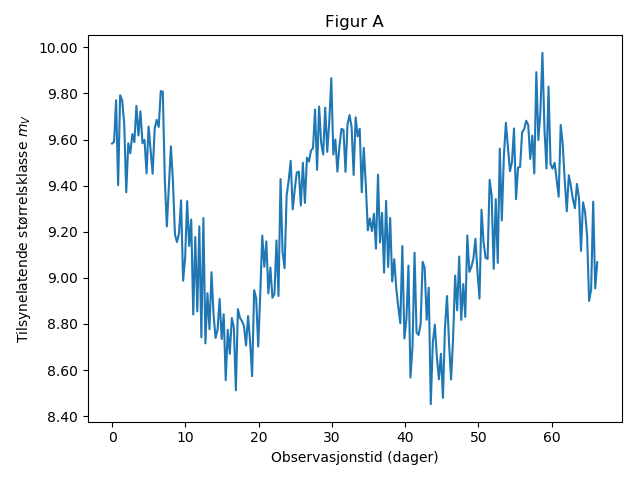 Figur A
Tilsynelatende størrelsklasse $m_V$
10.00
9.80
9.60
9.40
9.20
9.00
8.80
8.60
8.40
0 10 20 30 40 50 60
Observasjonstid (dager)